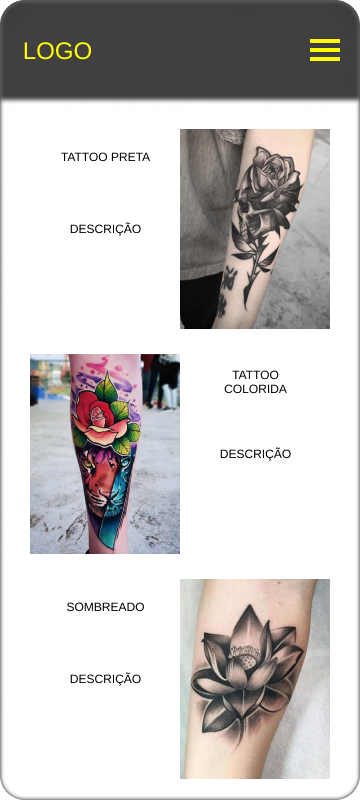 LOGO
TATTOO PRETA
DESCRIÇÃO
TATTOO
COLORIDA
DESCRIÇÃO
SOMBREADO
DESCRIÇÃO